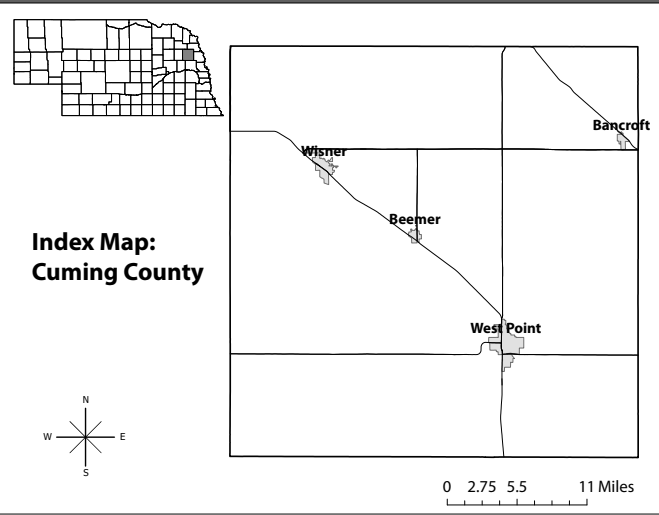 Bancroft
Wisner
Beemer
Index Map:
Cuming County
West Point
N
W E
S
0 2.75 5.5 11 Miles